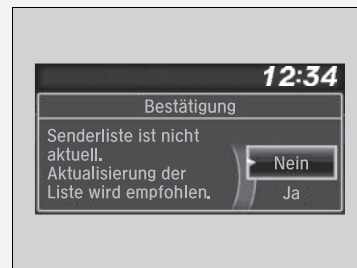 12:34
Bestätigung
Senderliste ist nicht
aktuell.
Aktualisierung der
Liste wird empfohlen.
Nein
Ja